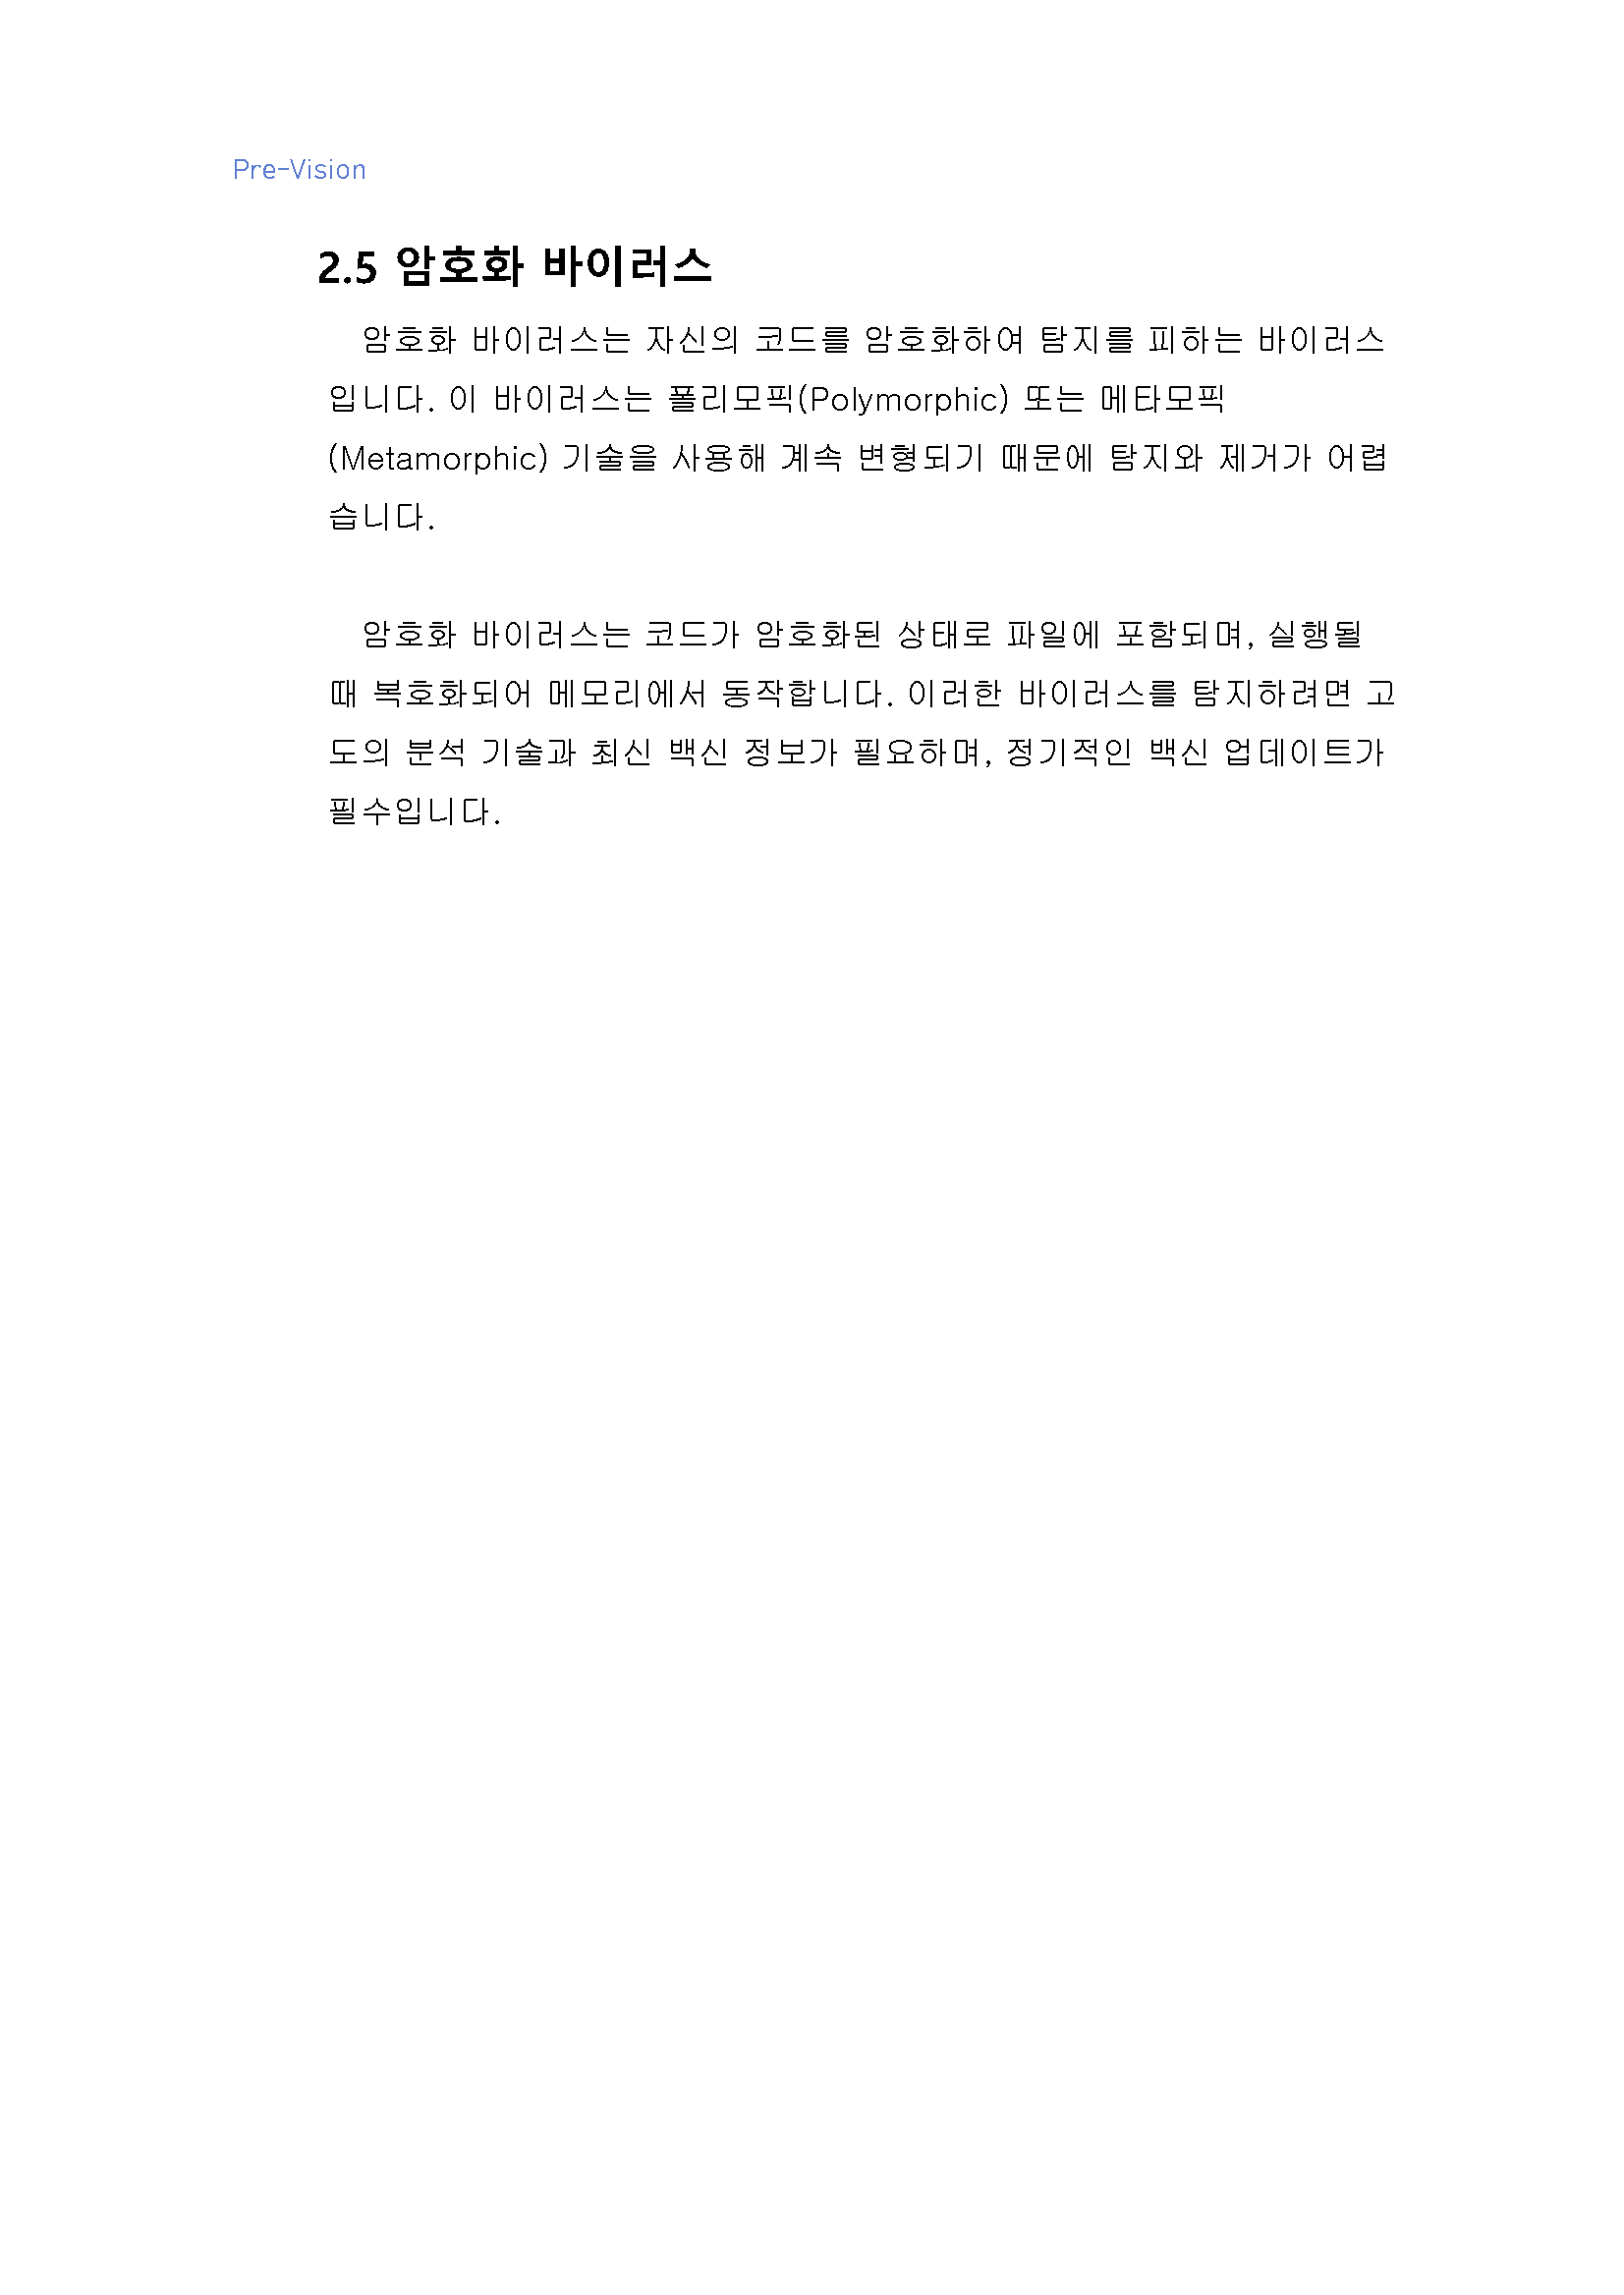 Pre-Vision
2.5 암호화 바이러스
암호화 바이러스는 자신의 코드를 암호화하여 탐지를 피하는 바이러스
입니다. 이 바이러스는 폴리모픽(Polymorphic) 또는 메타모픽
(Metamorphic) 기술을 사용해 계속 변형되기 때문에 탐지와 제거가 어렵
습니다.
암호화 바이러스는 코드가 암호화된 상태로 파일에 포함되며, 실행될
때 복호화되어 메모리에서 동작합니다. 이러한 바이러스를 탐지하려면 고
도의 분석 기술과 최신 백신 정보가 필요하며, 정기적인 백신 업데이트가
필수입니다.